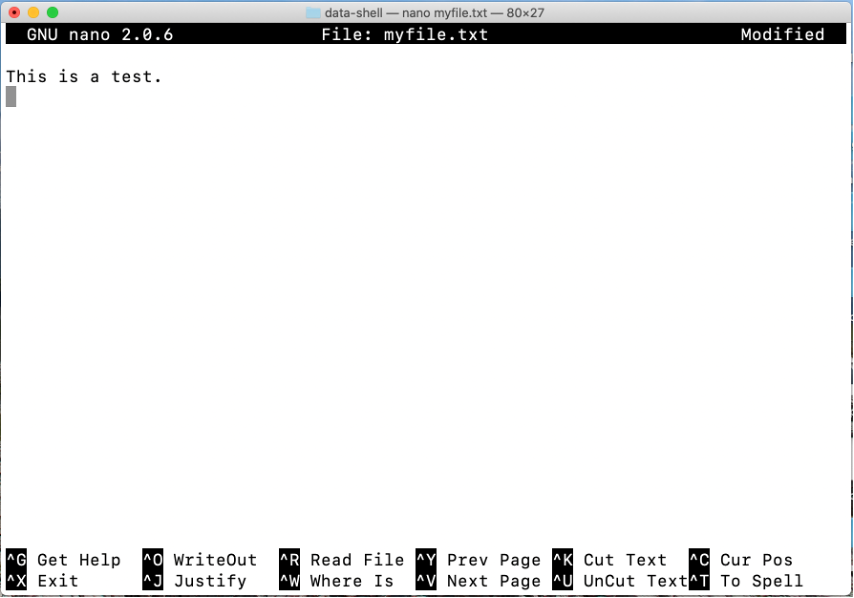 data-shell — nano myfile.txt — 80×27
GNU nano 2.0.6 File: myfile.txt Modified
This is a test.
^G Get Help ^O WriteOut ^R Read File ^Y Prev Page ^K Cut Text ^C Cur Pos
^X Exit ^J Justify ^W Where Is ^V Next Page ^U UnCut Text ^T To Spell